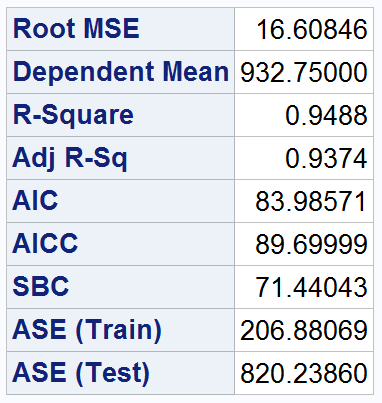 Root MSE 16.60846
Dependent Mean 932.75000
R-Square 0.9488
Adj R-Sq 0.9374
AIC 83.98571
AICC 89.69999
SBC 71.44043
ASE (Train) 206.88069
ASE (Test) 820.23860